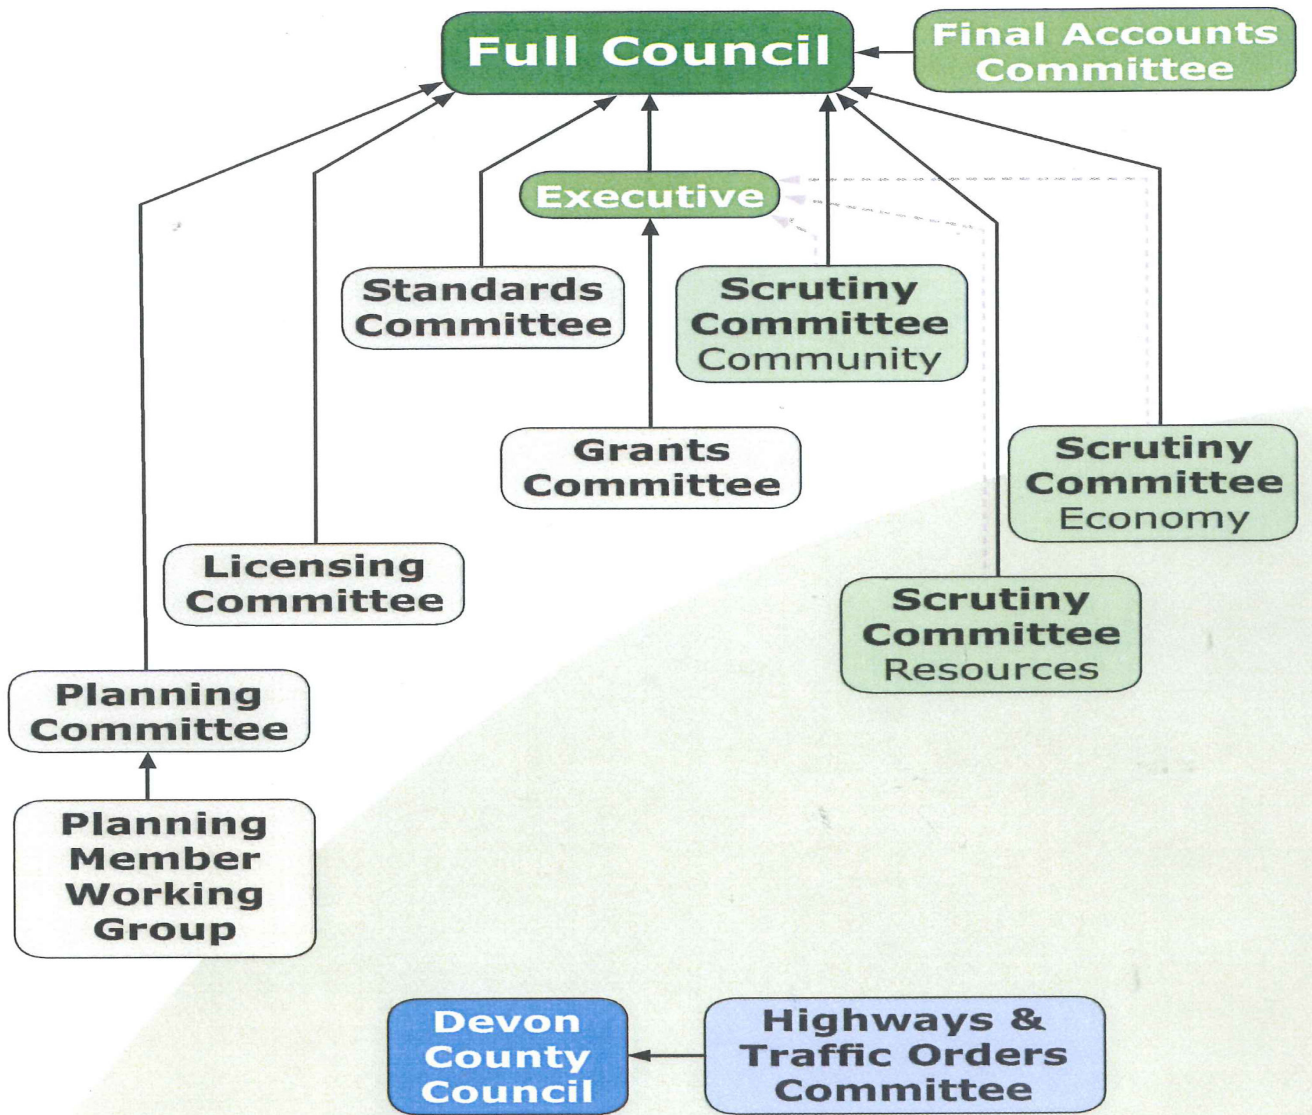 Full Council
Final Accounts
Committee
Executive
Standards
Committee
Scrutiny
Committee
Community
Grants
Committee
Scrutiny
Committee
Economy
Licensing
Committee
Scrutiny
Committee
Resources
Planning
Committee
Planning
Member
Working
Group
Devon
County
Council
Highways &
Traffic Orders
Committee